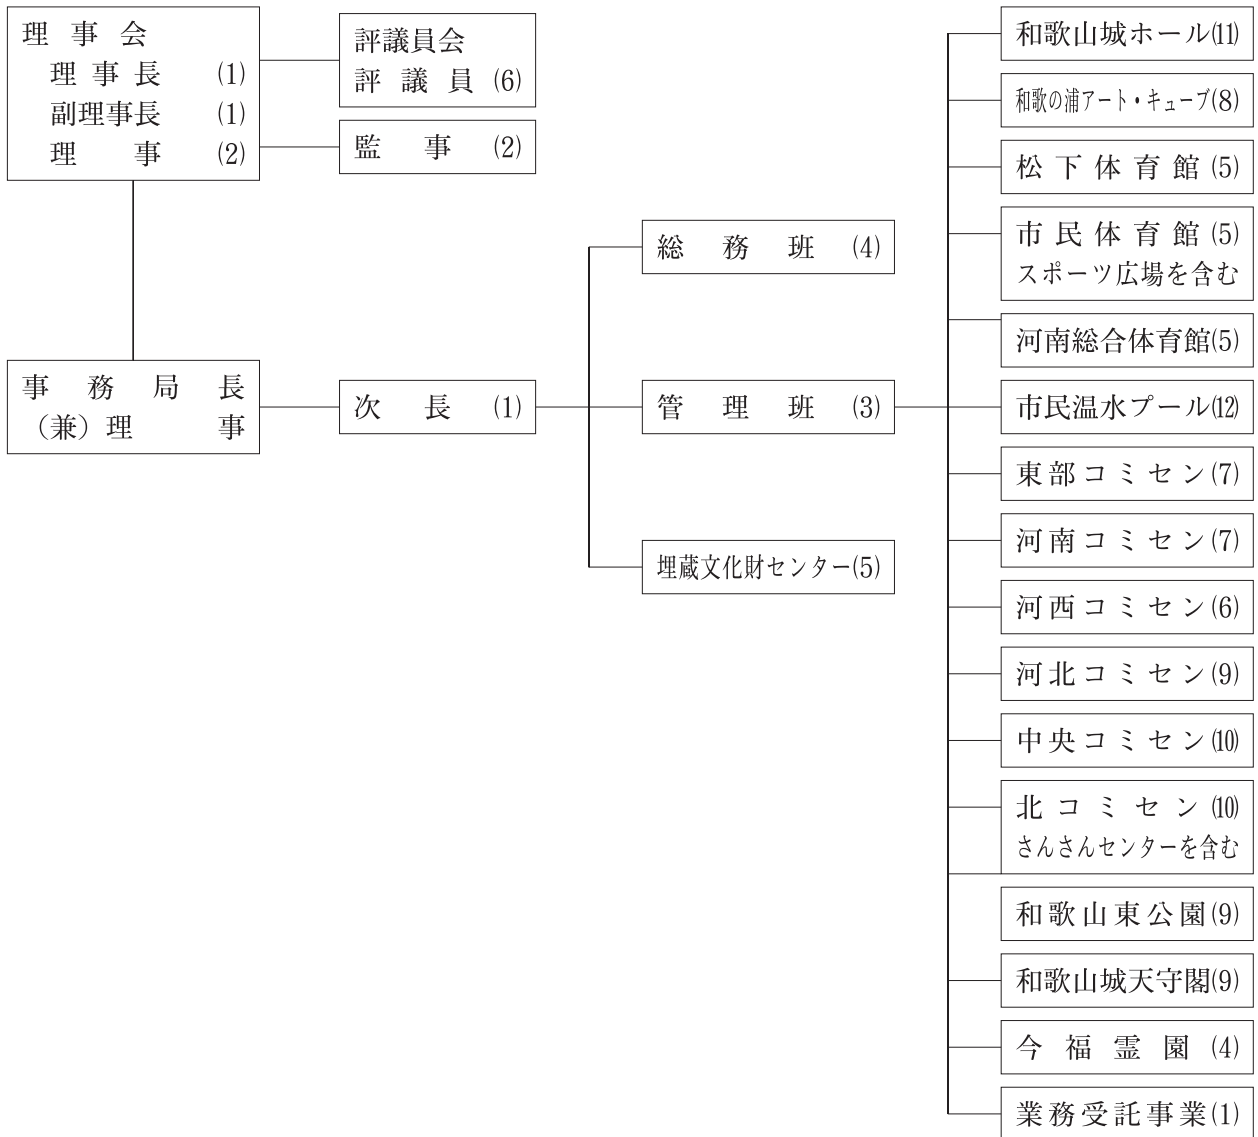 理事会
理事長 (1)
副理事長 (1)
理事 (2)
評議員会
評議員 (6)
監事 (2)
事務局長
（兼）理事
次長 (1)
総務班 (4)
管理班 (3)
埋蔵文化財センター(5)
和歌山城ホール(11)
和歌の浦アート・キューブ(8)
松下体育館(5)
市民体育館(5)
スポーツ広場を含む
河南総合体育館(5)
市民温水プール(12)
東部コミセン(7)
河南コミセン(7)
河西コミセン(6)
河北コミセン(9)
中央コミセン(10)
北コミセン(10)
さんさんセンターを含む
和歌山東公園(9)
和歌山城天守閣(9)
今福霊園(4)
業務受託事業(1)